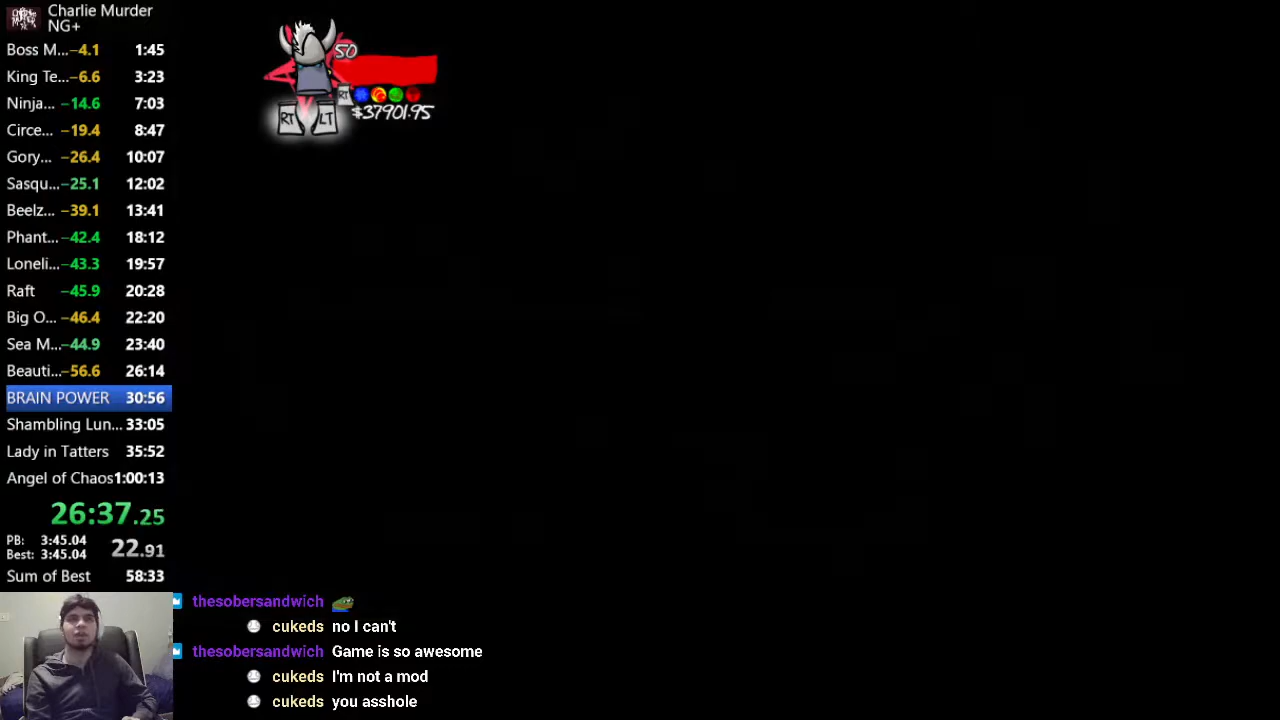 Charlie Murder
NG+
Boss M... −4.1 1:45
King Te... −6.6 3:23
Ninja... −14.6 7:03
Circe... −19.4 8:47
Gory... −26.4 10:07
Sasqu... −25.1 12:02
Beelz... −39.1 13:41
Phant... −42.4 18:12
Loneli... −43.3 19:57
Raft −45.9 20:28
Big O... −46.4 22:20
Sea M... −44.9 23:40
Beauti... −56.6 26:14
BRAIN POWER 30:56
Shambling Lun... 33:05
Lady in Tatters 35:52
Angel of Chaos 1:00:13
26:37.25
PB: 3:45.04
Best: 3:45.04
22.91
Sum of Best 58:33
50
RT
$37901.95
RT LT
thesobersandwich
cukeds no I can't
thesobersandwich Game is so awesome
cukeds I'm not a mod
cukeds you asshole